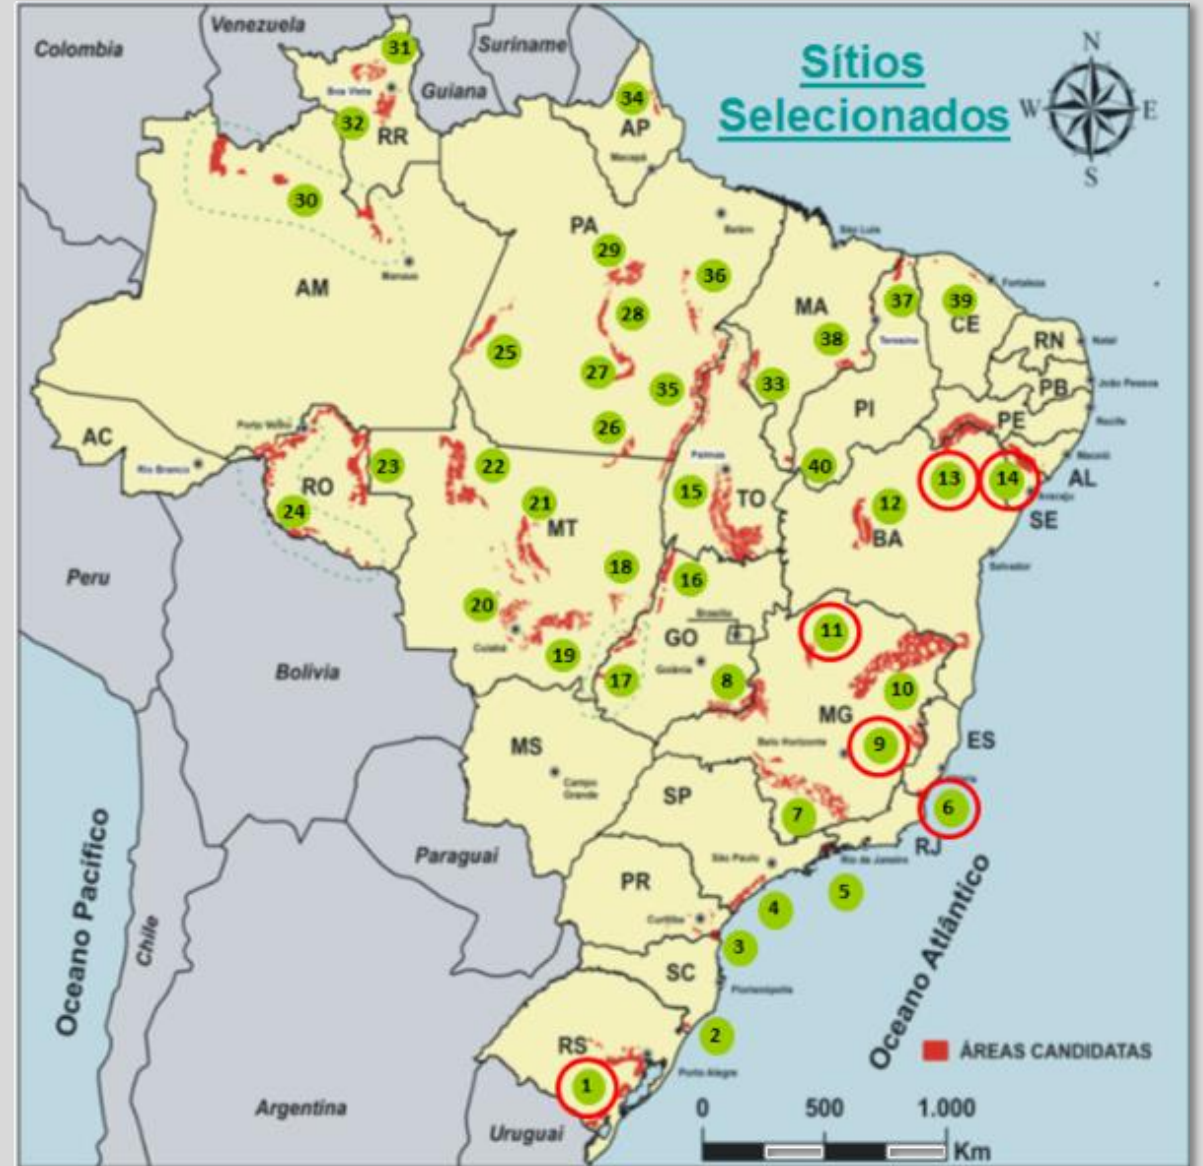 Sítios
Selecionados
N
W
E
S
Venezuela
Colombia
Suriname
Guiana
31
Boa Vista
32
RR
34
AP
Macapá
30
PA
Belém
29
36
São Luís
Manaus
AM
MA
37
39
Fortaleza
CE
28
38
Teresina
RN
Natal
25
27
35
33
PB
João Pessoa
PI
PE
Recife
26
AC
Porto Velho
Rio Branco
RO
23
22
Palmas
40
13
14
Maceió
AL
Aracaju
SE
24
21
MT
15
TO
12
BA
Salvador
Peru
18
16
20
Cuiabá
19
Brasília
GO
Goiânia
11
17
8
10
Bolívia
MG
Belo Horizonte
9
ES
MS
Campo
Grande
SP
7
6
RJ
São Paulo
Rio de Janeiro
Paraguai
PR
5
4
Curitiba
3
SC
Florianópolis
2
RS
Porto Alegre
1
Oceano Pacífico
Chile
Oceano Atlântico
ÁREAS CANDIDATAS
Argentina
Uruguai
0
500
1.000
Km